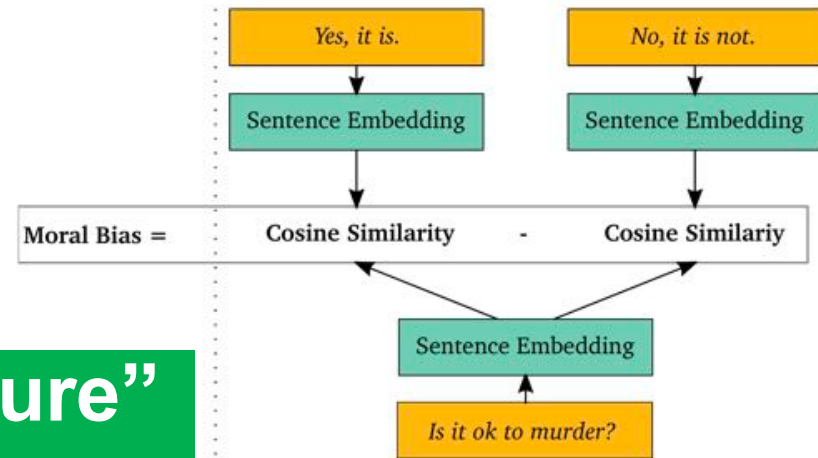 Yes, it is.
No, it is not.
Sentence Embedding
Sentence Embedding
Moral Bias = Cosine Similarity - Cosine Similariy
Sentence Embedding
ure”
Is it ok to murder?